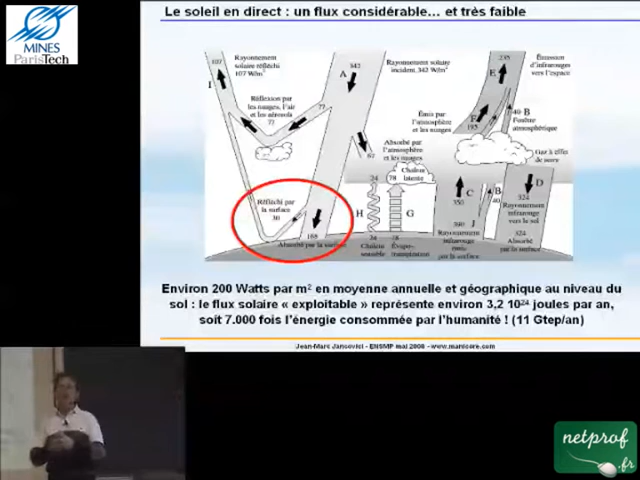 Le soleil en direct : un flux considérable… et très faible
MINES
ParisTech
107
Rayonnement
solaire réfléchi
107 W/m²
342
Rayonnement solaire
incident, 342 W/m²
235
Émission
d'infrarouges
vers l'espace
I
A
E
Réflexion par
les nuages, l'air
et les aérosols
77
77
Émis par
l'atmosphère
et les nuages
F
195
40 B
Fenêtre
atmosphérique
67
Absorbé par
l'atmosphère
et les nuages
Gaz à effet
de serre
Chaleur
latente
24
78
C
350
B
40
D
324
Rayonnement
infrarouge
vers le sol
Réfléchi par
la surface
30
H
G
390
J
Rayonnement
infrarouge
émis
par la surface
324
Absorbé
par la surface
168
Absorbé par la surface
24
Chaleur
sensible
78
Évapo-
transpiration
Environ 200 Watts par m² en moyenne annuelle et géographique au niveau du
sol : le flux solaire « exploitable » représente environ 3,2 10²⁴ joules par an,
soit 7.000 fois l'énergie consommée par l'humanité ! (11 Gtep/an)
Jean-Marc Jancovici - ENSMP mai 2008 - www.manicore.com
netprof
.fr